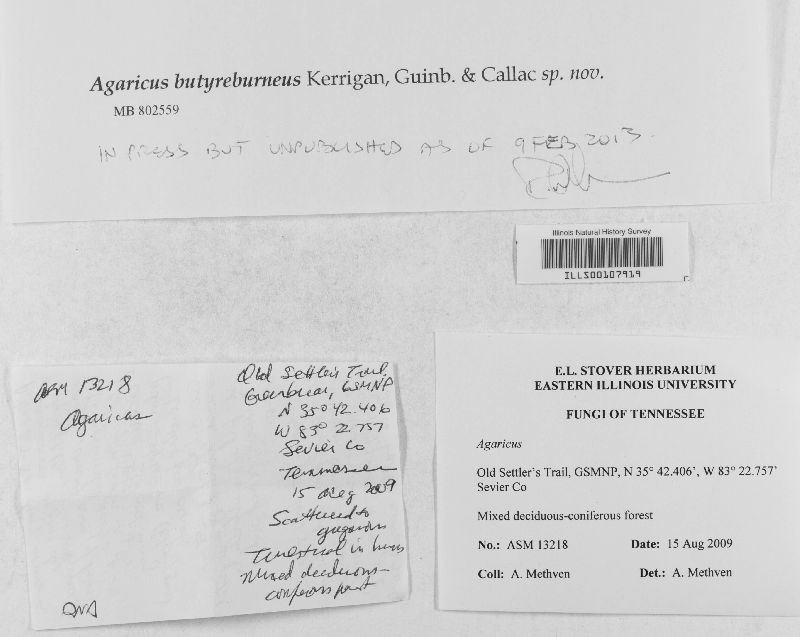 Agaricus butyreburneus Kerrigan, Guinb. & Callac sp. nov.
MB 802559
IN PRESS BUT UNPUBLISHED AS OF 9 FEB 2013.
Illinois Natural History Survey
ILLS00107919
ASM 13218
Agaricus
Old Settler's Trail,
Greenbrier, GSMNP
N 35° 42.406
W 83° 22.757
Sevier Co
Tennessee
15 Aug 2009
Scattered to
gregarious
terrestrial in humus
Mixed deciduous-
coniferous forest
DNA
E.L. STOVER HERBARIUM
EASTERN ILLINOIS UNIVERSITY
FUNGI OF TENNESSEE
Agaricus
Old Settler's Trail, GSMNP, N 35° 42.406', W 83° 22.757'
Sevier Co
Mixed deciduous-coniferous forest
No.: ASM 13218 Date: 15 Aug 2009
Coll: A. Methven Det.: A. Methven